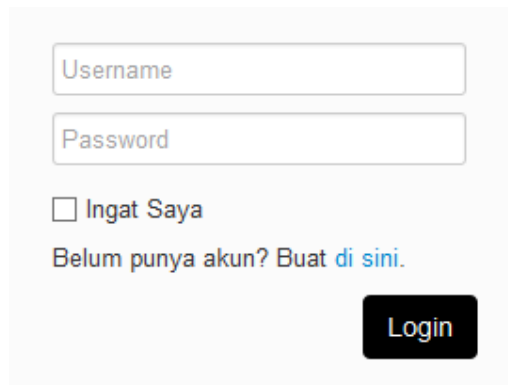 Username
Password
Ingat Saya
Belum punya akun? Buat di sini.
Login